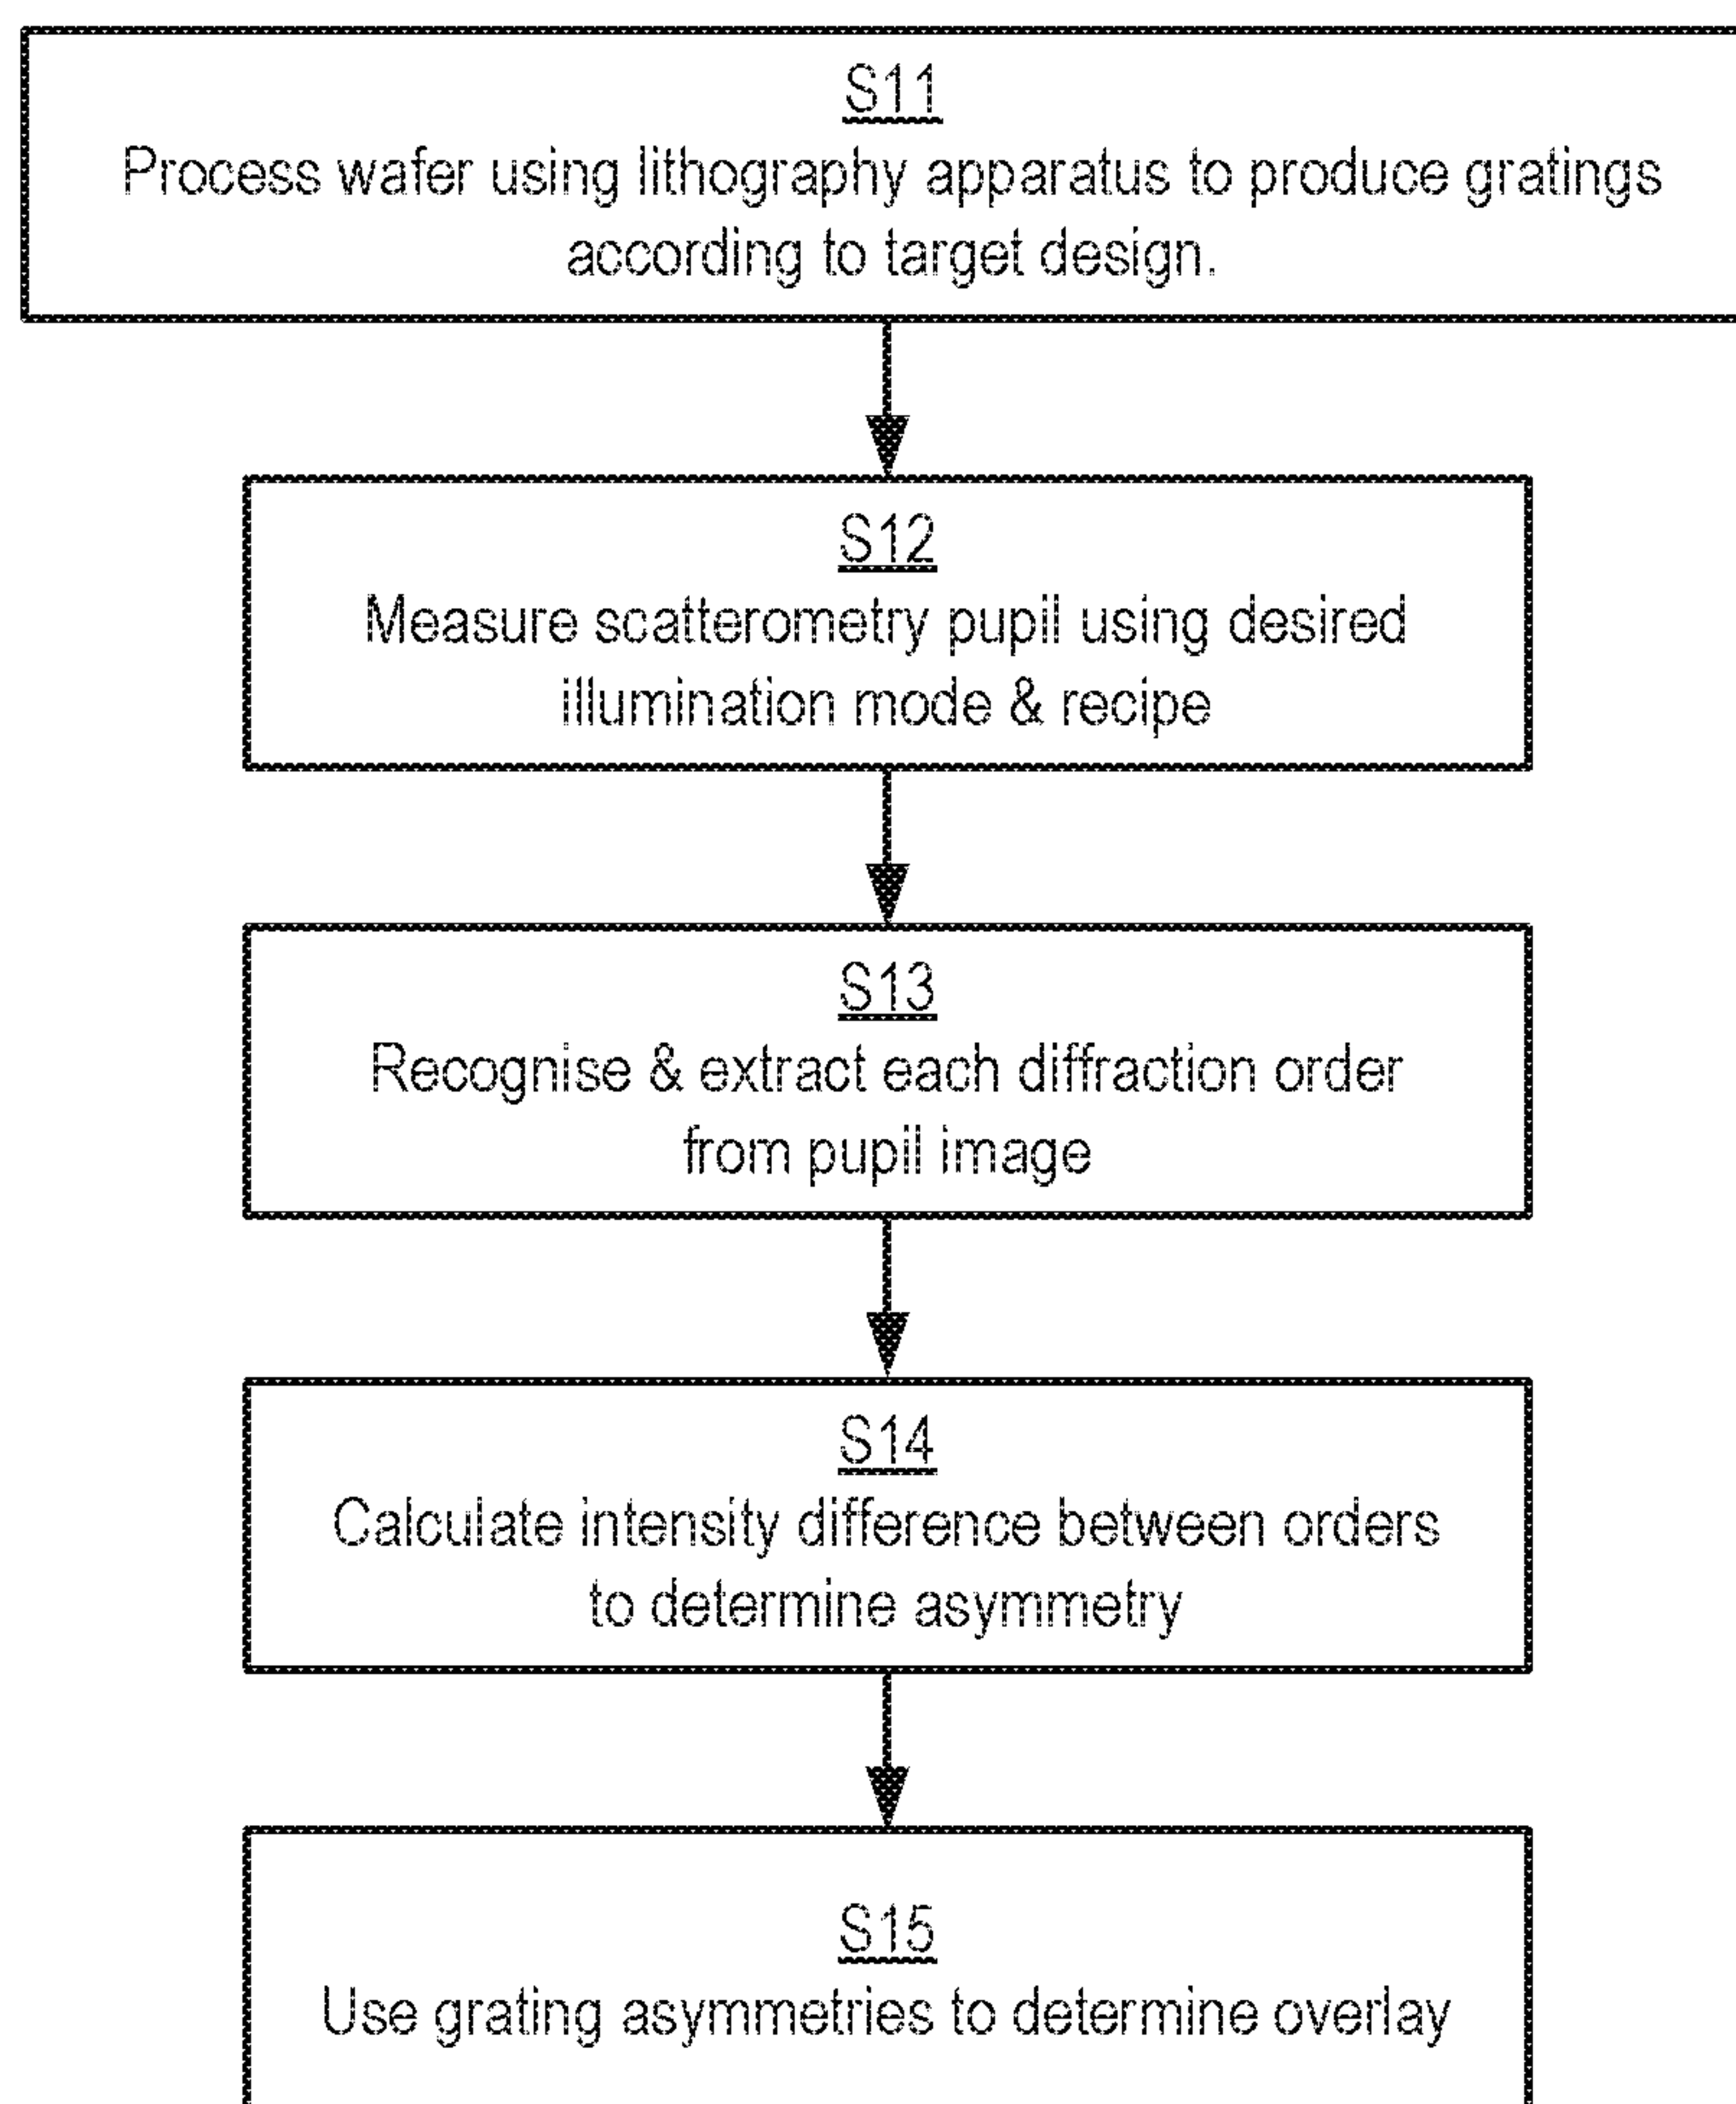 S11
Process wafer using lithography apparatus to produce gratings
according to target design.
S12
Measure scatterometry pupil using desired
illumination mode & recipe
S13
Recognise & extract each diffraction order
from pupil image
S14
Calculate intensity difference between orders
to determine asymmetry
S15
Use grating asymmetries to determine overlay